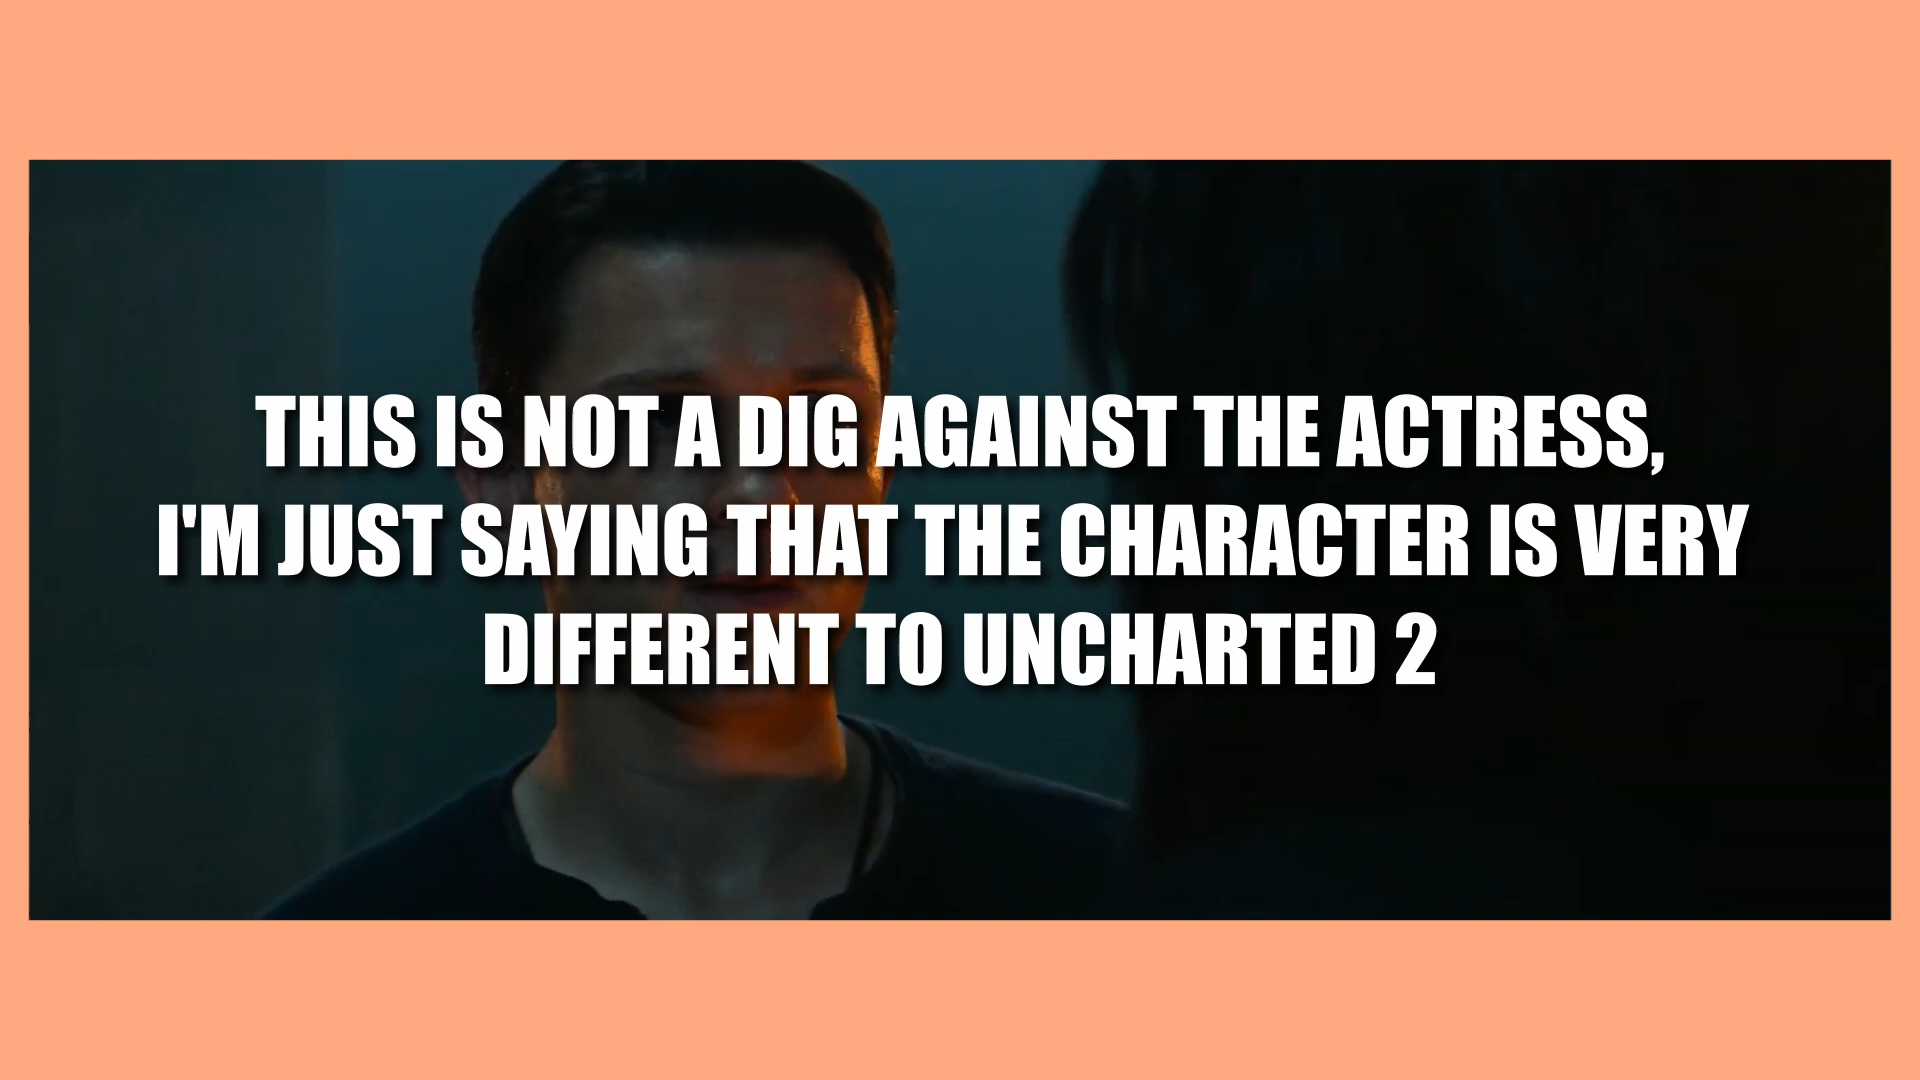 THIS IS NOT A DIG AGAINST THE ACTRESS,
I'M JUST SAYING THAT THE CHARACTER IS VERY
DIFFERENT TO UNCHARTED 2